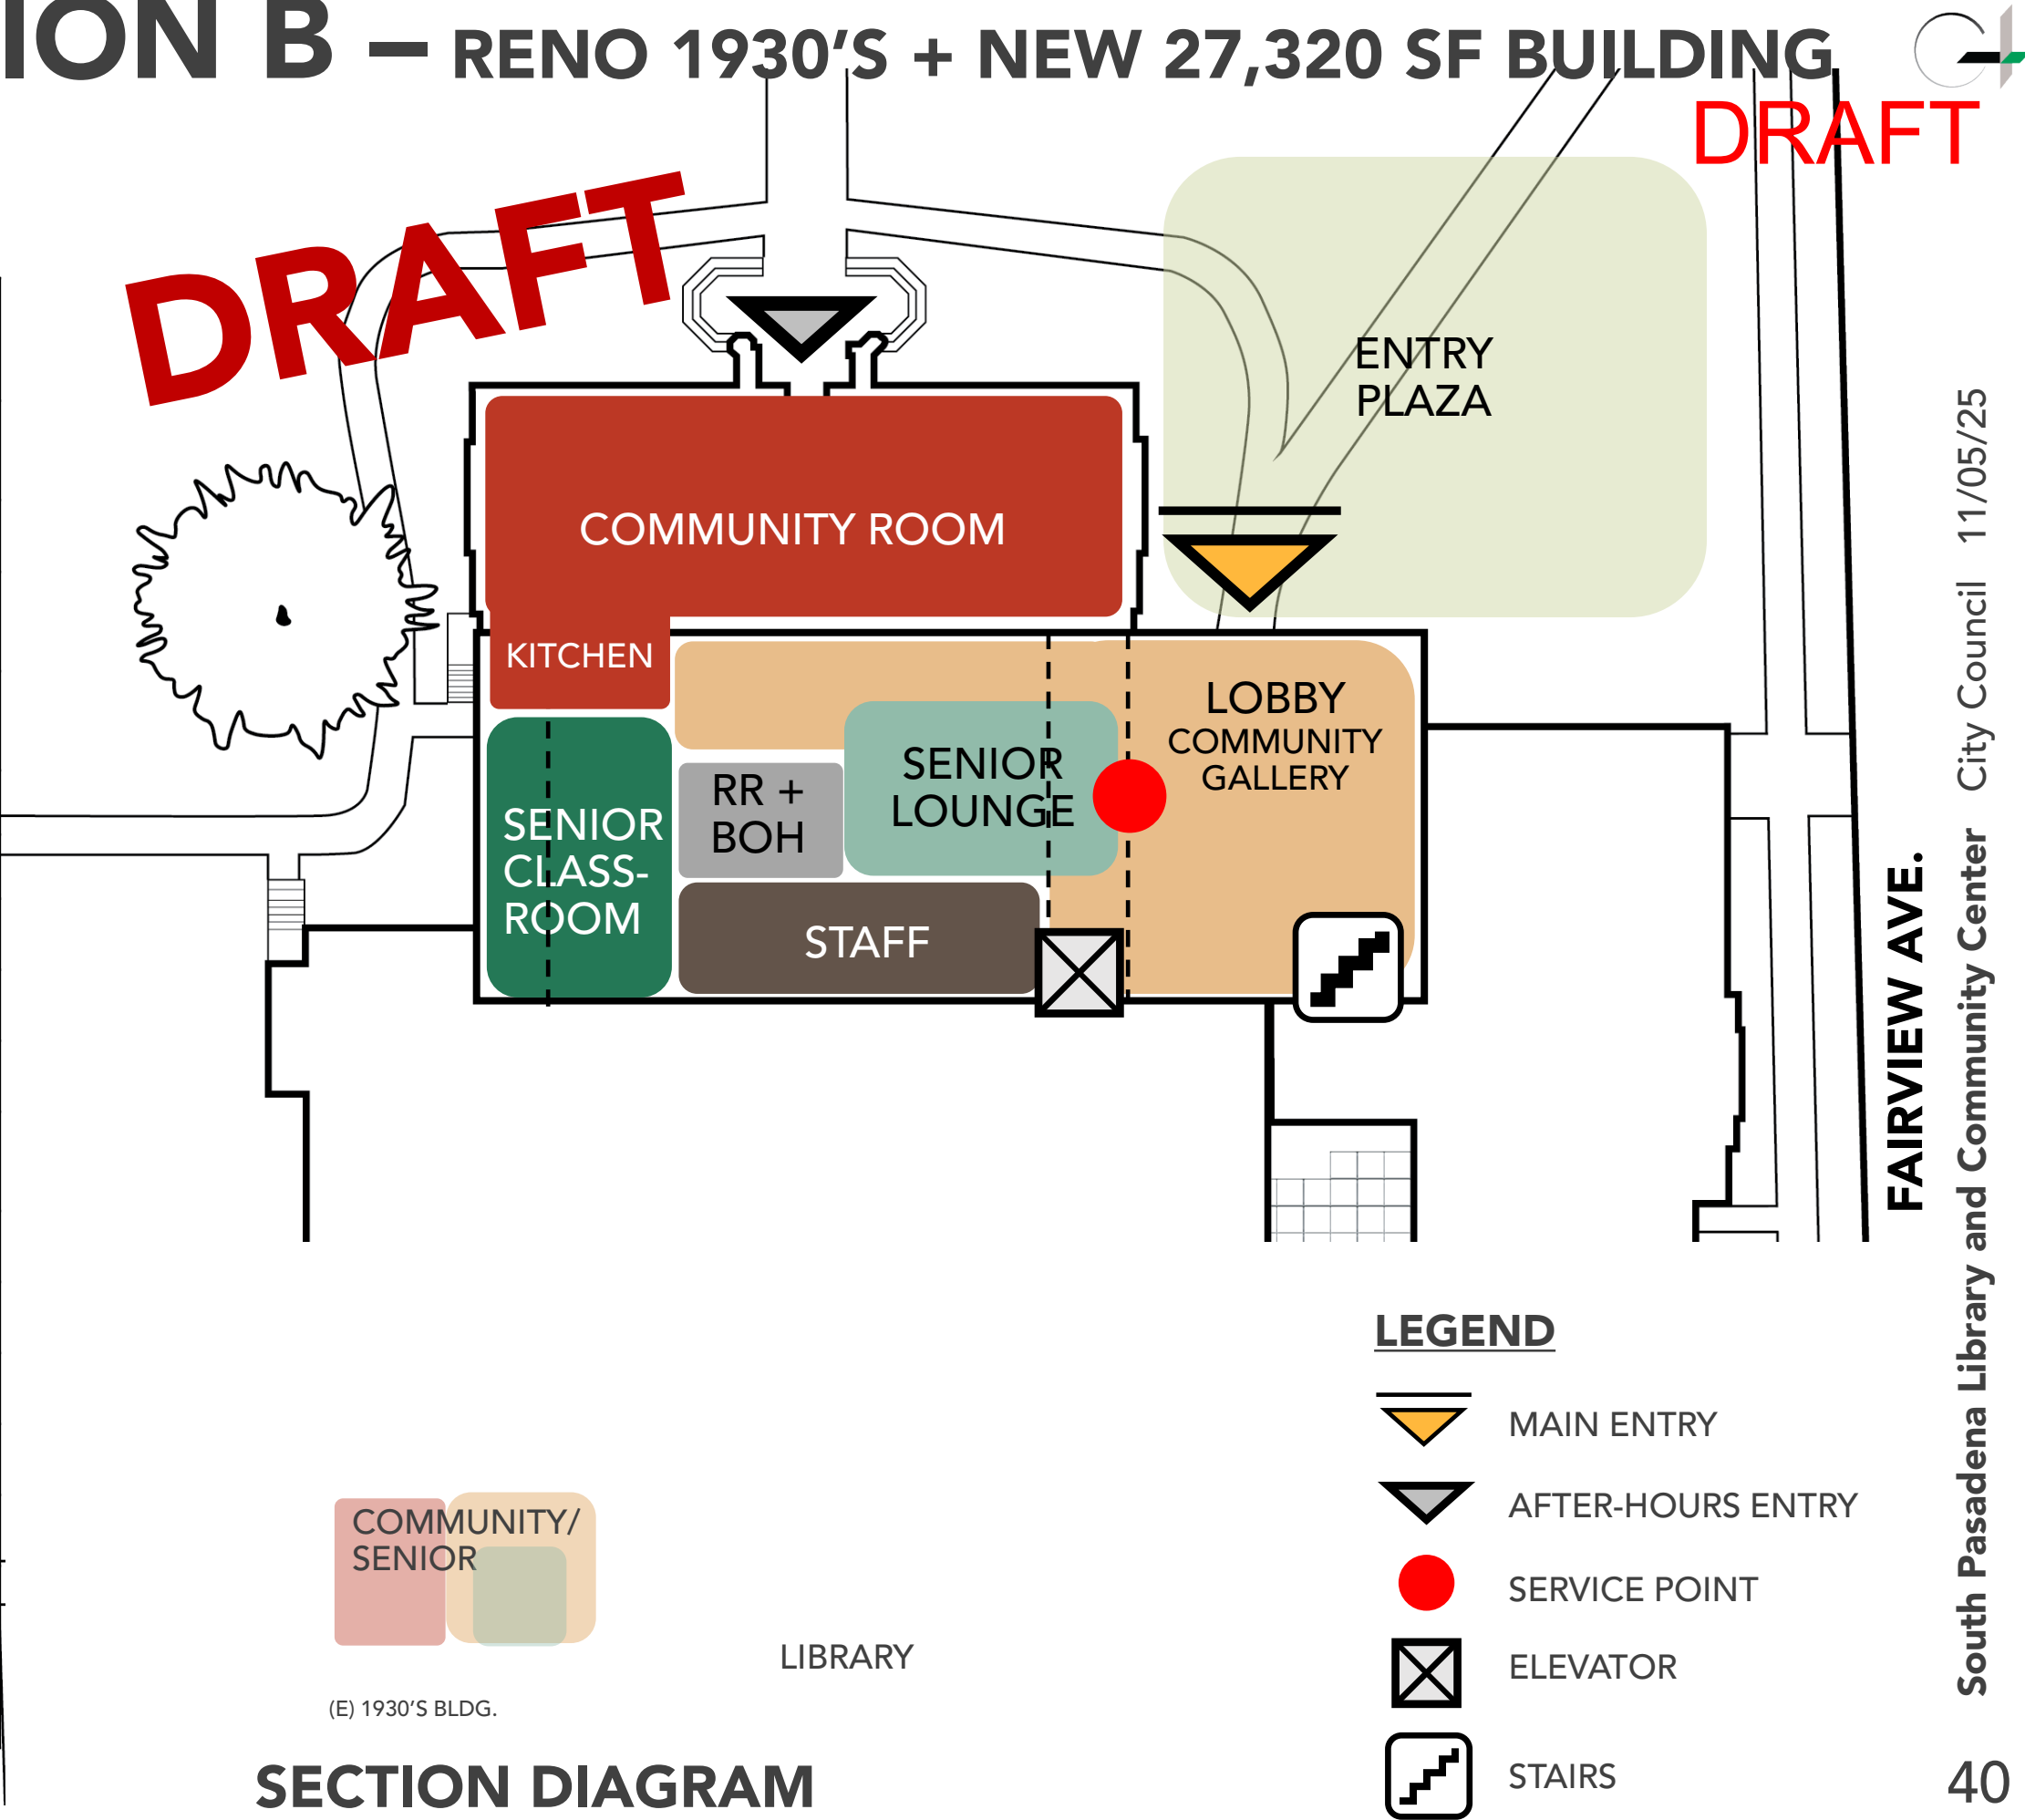 ION B – RENO 1930’S + NEW 27,320 SF BUILDING
DRAFT
DRAFT
ENTRY
PLAZA
COMMUNITY ROOM
KITCHEN
LOBBY
COMMUNITY
GALLERY
SENIOR
LOUNGE
RR +
BOH
SENIOR
CLASS-
ROOM
STAFF
FAIRVIEW AVE.
South Pasadena Library and Community Center City Council 11/05/25
LEGEND
MAIN ENTRY
AFTER-HOURS ENTRY
SERVICE POINT
ELEVATOR
STAIRS
COMMUNITY/
SENIOR
LIBRARY
(E) 1930’S BLDG.
SECTION DIAGRAM
40